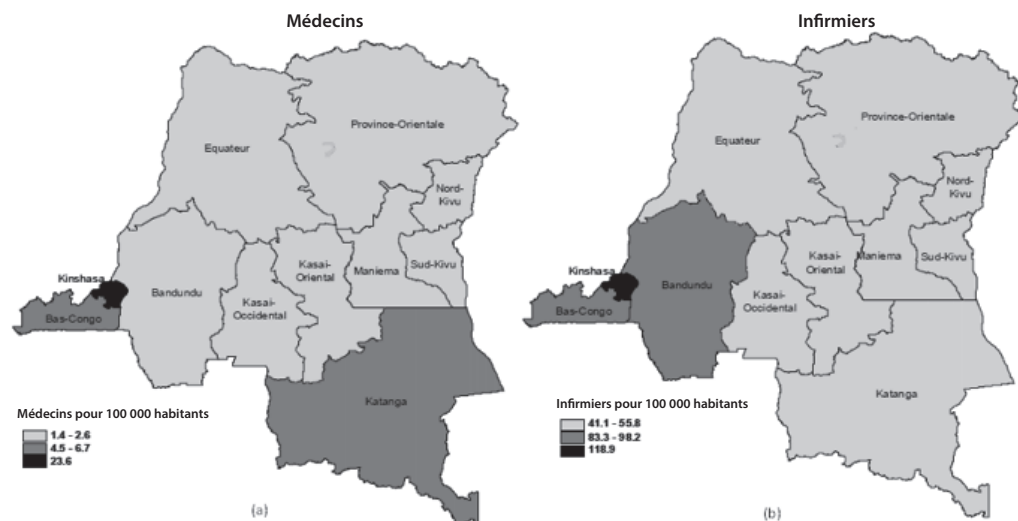 Médecins
Province-Orientale
Equateur
Nord-
Kivu
Kasai-
Oriental
Maniema
Sud-Kivu
Kinshasa
Bandundu
Kasai-
Occidental
Bas-Congo
Katanga
Médecins pour 100 000 habitants
1.4 - 2.6
4.5 - 6.7
23.6
(a)
Infirmiers
Province-Orientale
Equateur
Nord-
Kivu
Kasai-
Oriental
Maniema
Sud-Kivu
Kinshasa
Bandundu
Kasai-
Occidental
Bas-Congo
Katanga
Infirmiers pour 100 000 habitants
41.1 - 55.8
83.3 - 98.2
118.9
(b)